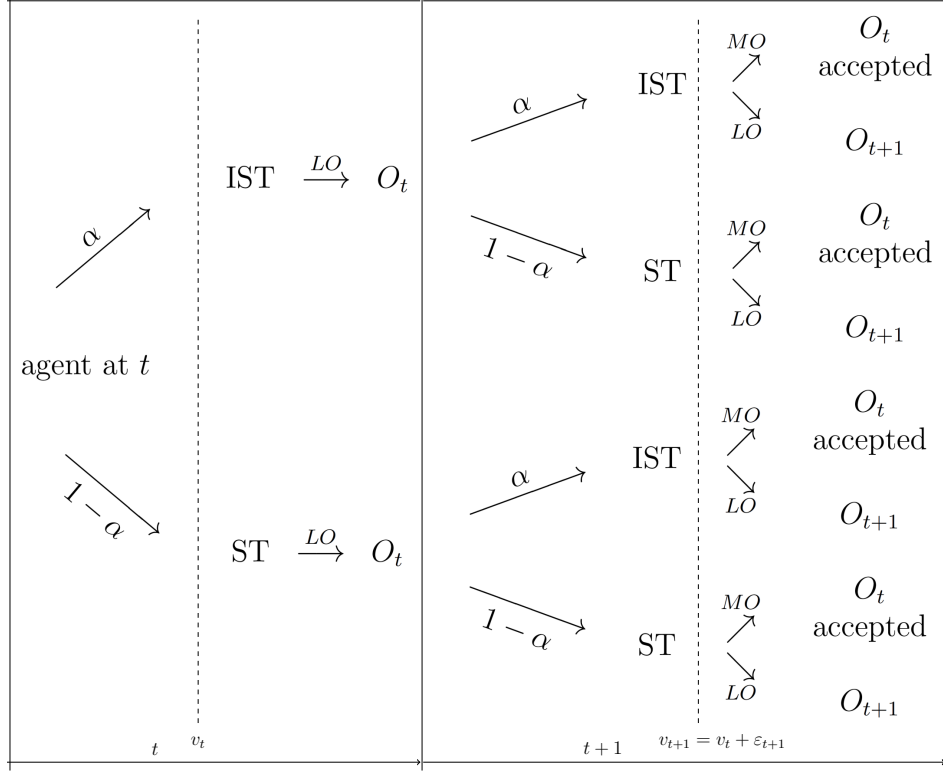 α
agent at t
1 − α
IST LO O_t
ST LO O_t
t v_t
α IST MO O_t
accepted
LO O_{t+1}
1 − α ST MO O_t
accepted
LO O_{t+1}
α IST MO O_t
accepted
LO O_{t+1}
1 − α ST MO O_t
accepted
LO O_{t+1}
t + 1 v_{t+1} = v_t + ε_{t+1}